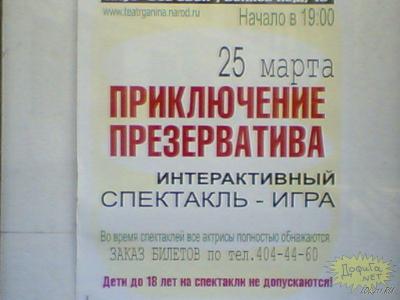 www.teatrganina.narod.ru
Начало в 19:00
25 марта
ПРИКЛЮЧЕНИЕ
ПРЕЗЕРВАТИВА
ИНТЕРАКТИВНЫЙ
СПЕКТАКЛЬ - ИГРА
Во время спектаклей все актрисы полностью обнажаются.
ЗАКАЗ БИЛЕТОВ по тел.404-44-60
Дети до 18 лет на спектакли не допускаются!
Дофига
.NET